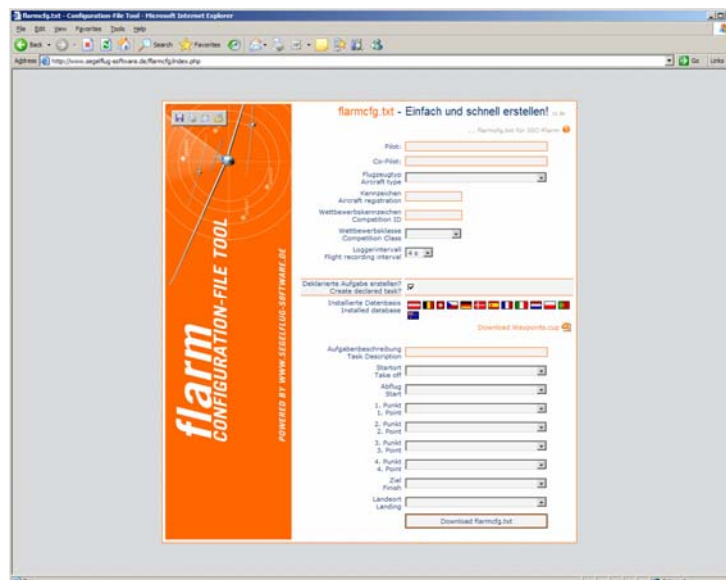 flarmcfg.txt - Configuration-File Tool - Microsoft Internet Explorer
File Edit View Favorites Tools Help
Back Search Favorites
Address http://www.segelflug-software.de/flarmcfg/index.php Go Links
flarmcfg.txt - Einfach und schnell erstellen!
... flarmcfg.txt für IGC-Flarm
Pilot:
Co-Pilot:
Flugzeugtyp
Aircraft type
Kennzeichen
Aircraft registration
Wettbewerbskennzeichen
Competition ID
Wettbewerbsklasse
Competition Class
Loggerintervall
Flight recording interval
4 s
Deklarierte Aufgabe erstellen?
Create declared task?
Installierte Datenbasis
Installed database
Download Waypoints.cup
Aufgabenbeschreibung
Task Description
Startort
Take off
Abflug
Start
1. Punkt
1. Point
2. Punkt
2. Point
3. Punkt
3. Point
4. Punkt
4. Point
Ziel
Finish
Landeort
Landing
Download flarmcfg.txt
flarm
CONFIGURATION-FILE TOOL
POWERED BY WWW.SEGELFLUG-SOFTWARE.DE